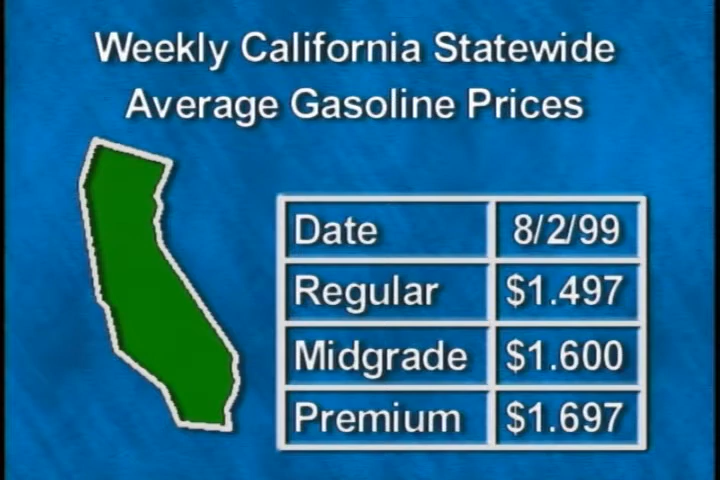 Weekly California Statewide
Average Gasoline Prices
Date 8/2/99
Regular $1.497
Midgrade $1.600
Premium $1.697